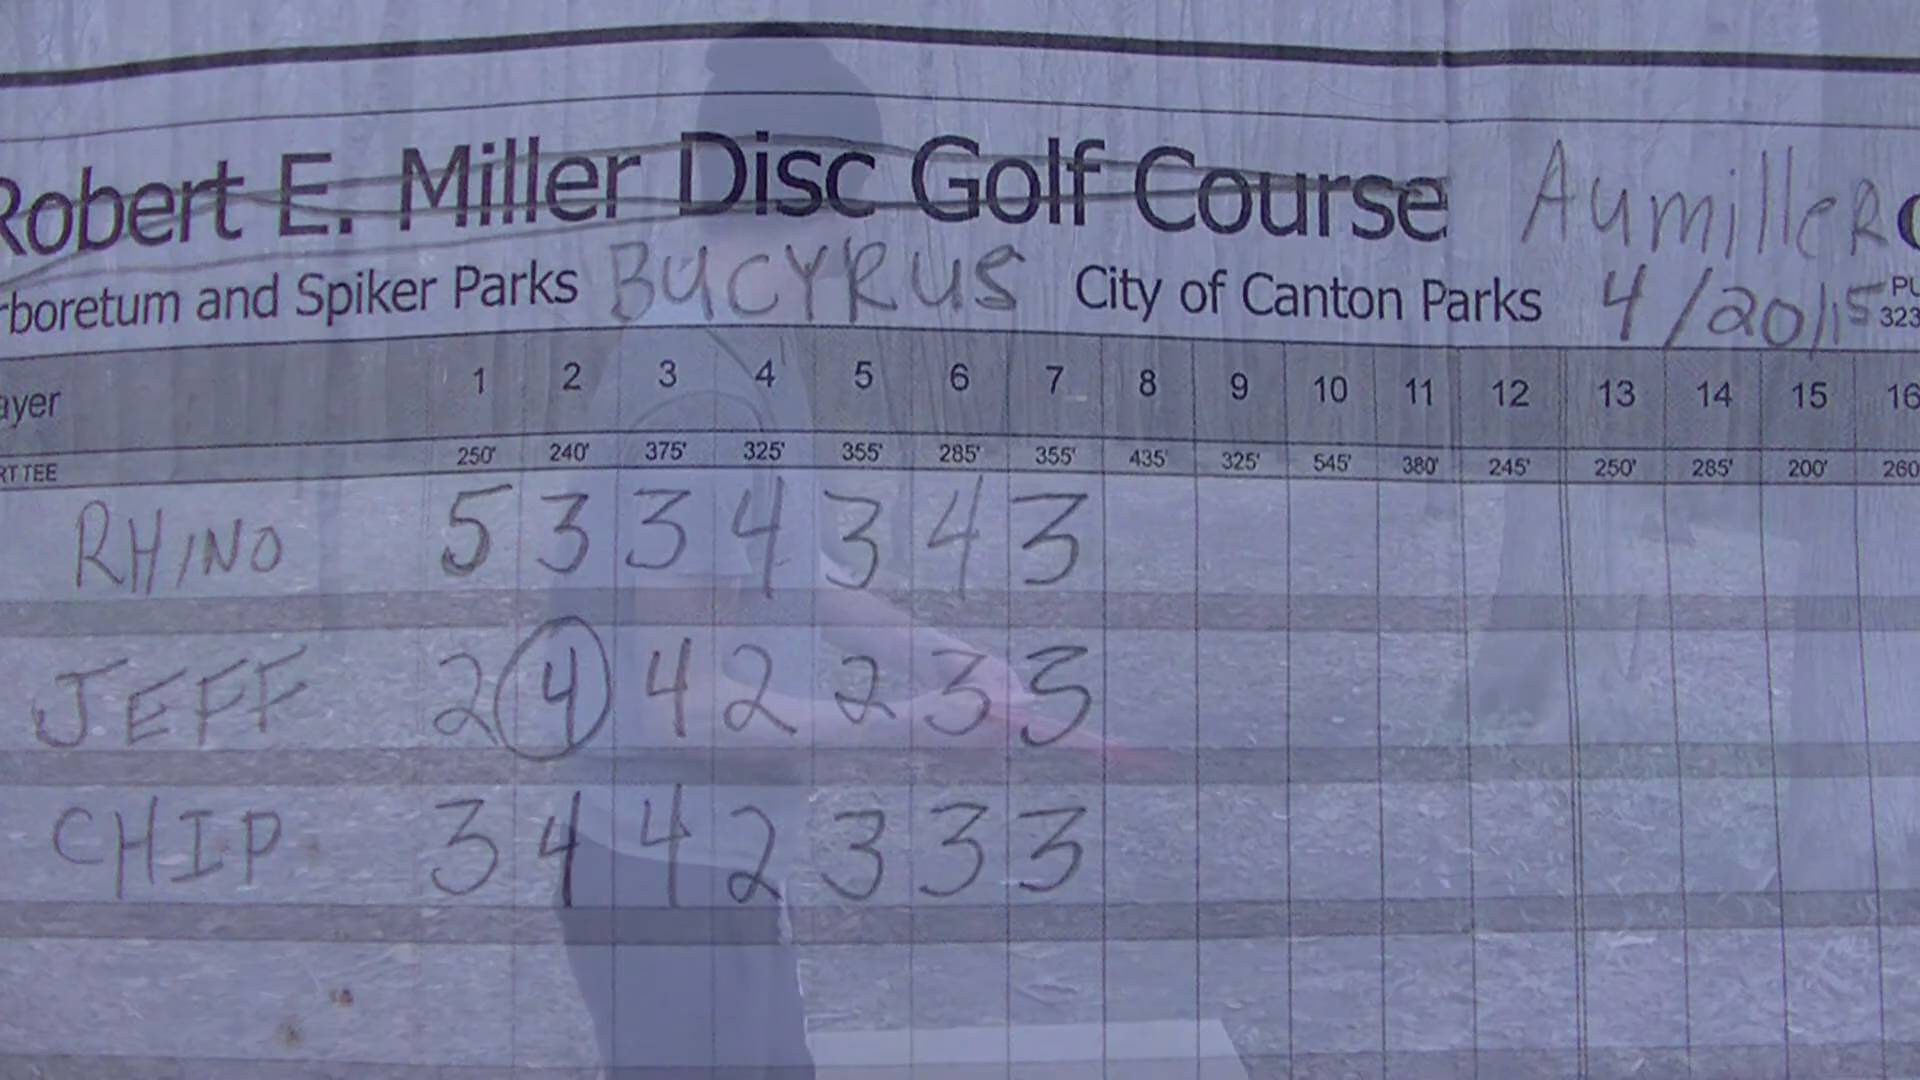 Robert E. Miller Disc Golf Course AumilleR
rboretum and Spiker Parks BUCYRUS City of Canton Parks 4/20/15 PU
323
ayer 1 2 3 4 5 6 7 8 9 10 11 12 13 14 15 16
RT TEE 250' 240' 375' 325' 355' 285' 355' 435' 325' 545' 380' 245' 250' 285' 200' 260
RHINO 5 3 3 4 3 4 3
JEFF 2 4 4 2 2 3 3
CHIP 3 4 4 2 3 3 3